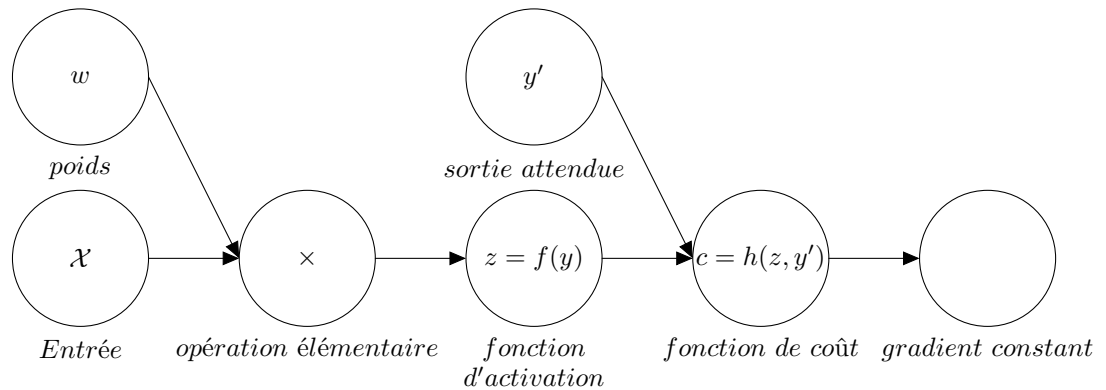 w
y′
poids
sortie attendue
𝒳
×
z = f(y)
c = h(z, y′)
Entrée
opération élémentaire
fonction
d'activation
fonction de coût
gradient constant